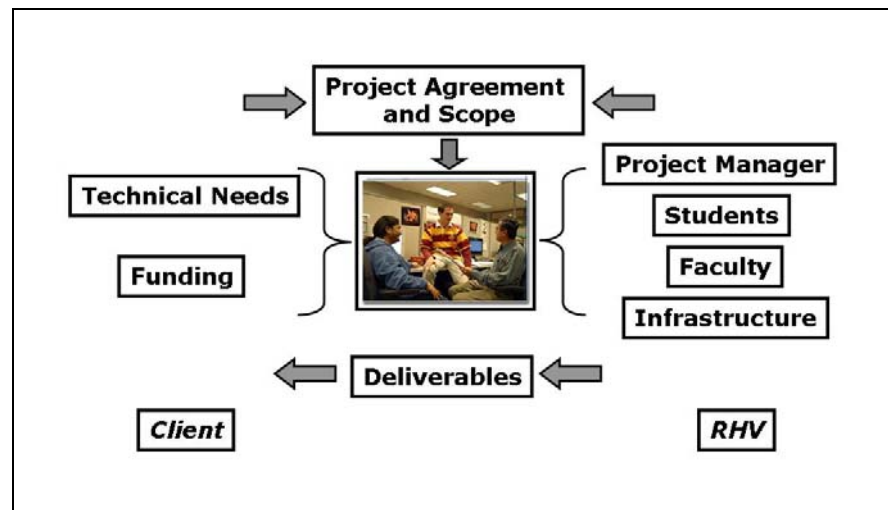 Project Agreement
and Scope
Technical Needs
Funding
Project Manager
Students
Faculty
Infrastructure
Deliverables
Client
RHV